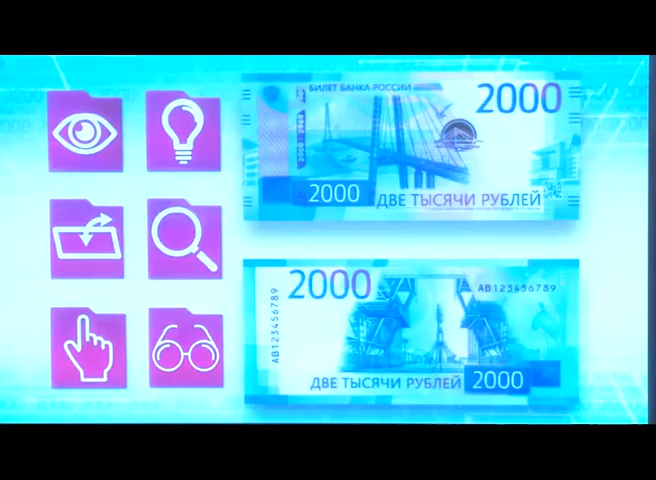 БИЛЕТ БАНКА РОССИИ
2000
2000
ДВЕ ТЫСЯЧИ РУБЛЕЙ
2000
АВ123456789
АВ123456789
ДВЕ ТЫСЯЧИ РУБЛЕЙ
2000